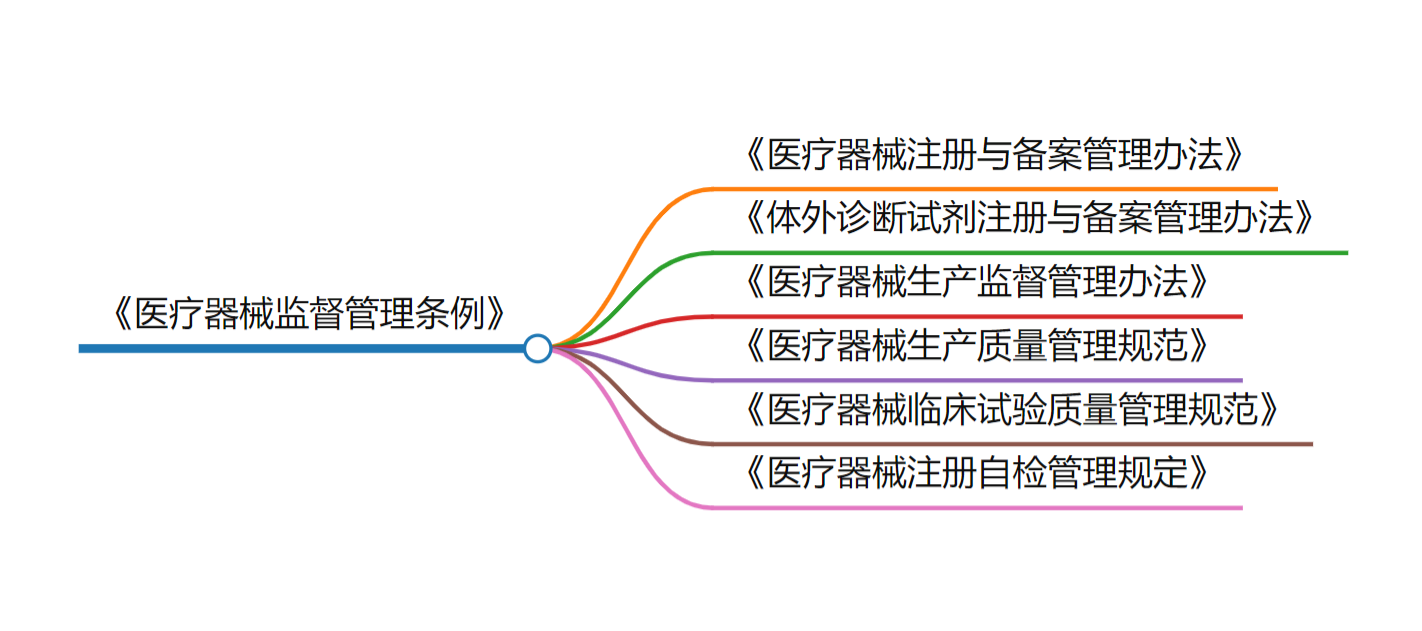 《医疗器械监督管理条例》
《医疗器械注册与备案管理办法》
《体外诊断试剂注册与备案管理办法》
《医疗器械生产监督管理办法》
《医疗器械生产质量管理规范》
《医疗器械临床试验质量管理规范》
《医疗器械注册自检管理规定》